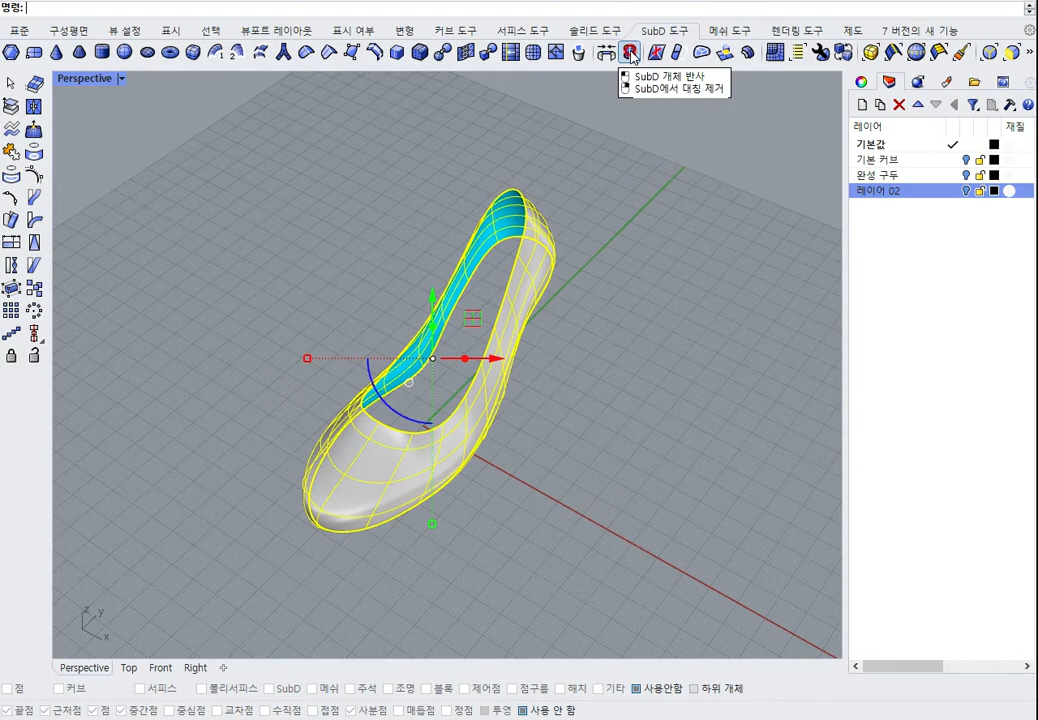 명령:
표준 구성평면 뷰 설정 표시 선택 뷰포트 레이아웃 표시 여부 변형 커브 도구 서피스 도구 솔리드 도구 SubD 도구 메쉬 도구 렌더링 도구 제도 7 버전의 새 기능
Perspective
SubD 개체 반사
SubD에서 대칭 제거
레이어 재질
기본값
기본 커브
완성 구두
레이어 02
z y
x
Perspective Top Front Right
점 커브 서피스 폴리서피스 SubD 메쉬 주석 조명 블록 제어점 점구름 해치 기타 사용안함 하위 개체
끝점 근처점 점 중간점 중심점 교차점 수직점 접점 사분점 매듭점 정점 투영 사용 안 함